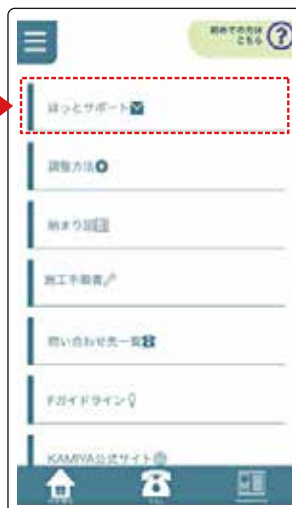 初めての方は
こちら
ほっとサポート
調整方法
納まり図
施工手順書
問い合わせ先一覧
Fガイドライン
KAMIYA公式サイト